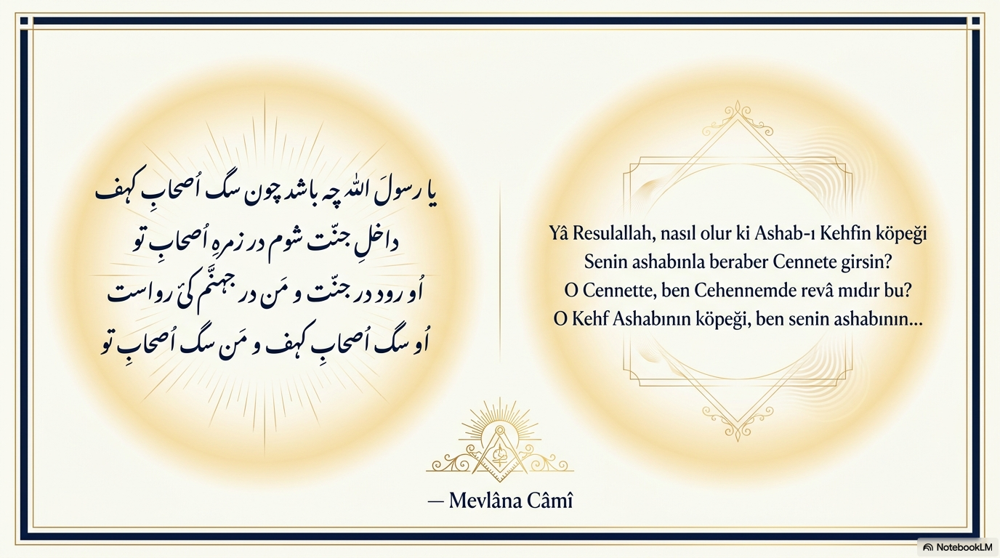 یا رسولَ اللّٰه چه باشد چون سگ اُصحابِ کهف
داخلِ جنّت شوم در زمرهِ اُصحابِ تو
اُو رود در جنّت و مَن در جهنَّم کیٔ رواست
اُو سگ اُصحابِ کهف و مَن سگ اُصحابِ تو
Yâ Resulallah, nasıl olur ki Ashab-ı Kehfin köpeği
Senin ashabınla beraber Cennete girsin?
O Cennette, ben Cehennemde revâ mıdır bu?
O Kehf Ashabının köpeği, ben senin ashabının...
— Mevlâna Câmî
NotebookLM